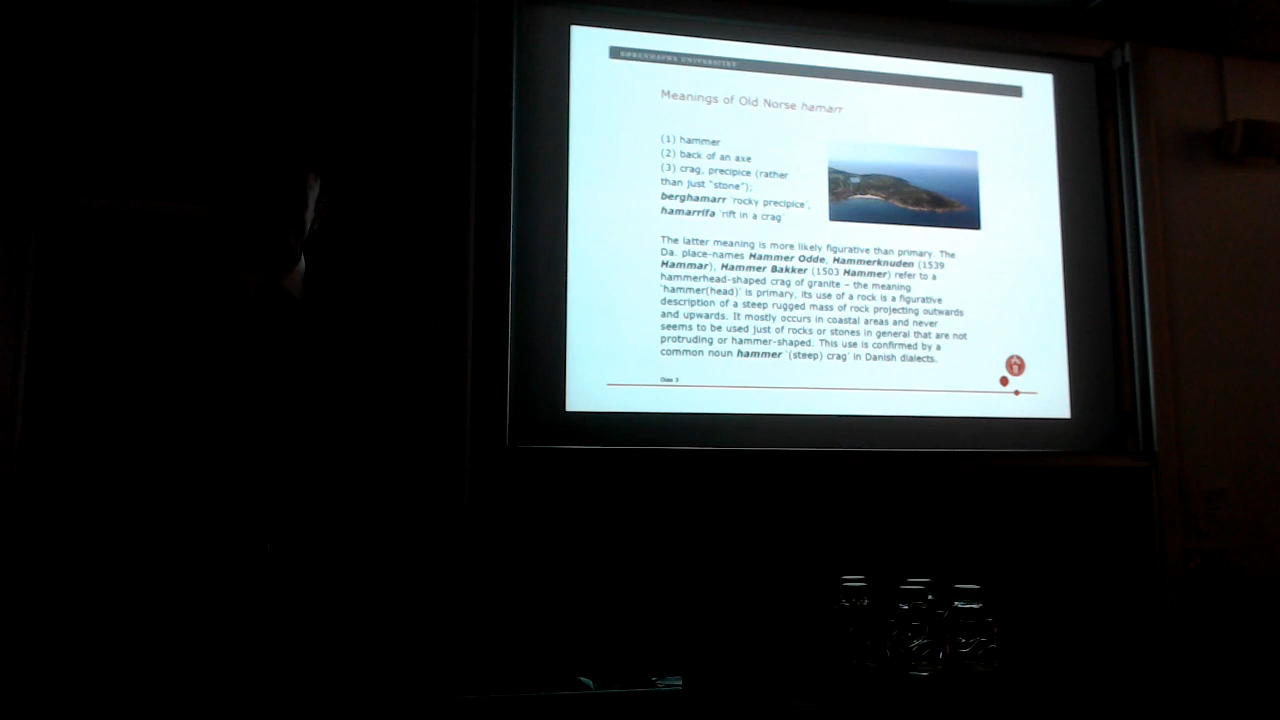 KØBENHAVNS UNIVERSITET
Meanings of Old Norse hamarr
(1) hammer
(2) back of an axe
(3) crag, precipice (rather
than just "stone");
berghamarr 'rocky precipice',
hamarrifa 'rift in a crag'
The latter meaning is more likely figurative than primary. The
Da. place-names Hammer Odde, Hammerknuden (1539
Hammar), Hammer Bakker (1503 Hammer) refer to a
hammerhead-shaped crag of granite – the meaning
'hammer(head)' is primary, its use of a rock is a figurative
description of a steep rugged mass of rock projecting outwards
and upwards. It mostly occurs in coastal areas and never
seems to be used just of rocks or stones in general that are not
protruding or hammer-shaped. This use is confirmed by a
common noun hammer '(steep) crag' in Danish dialects.
Dias 3